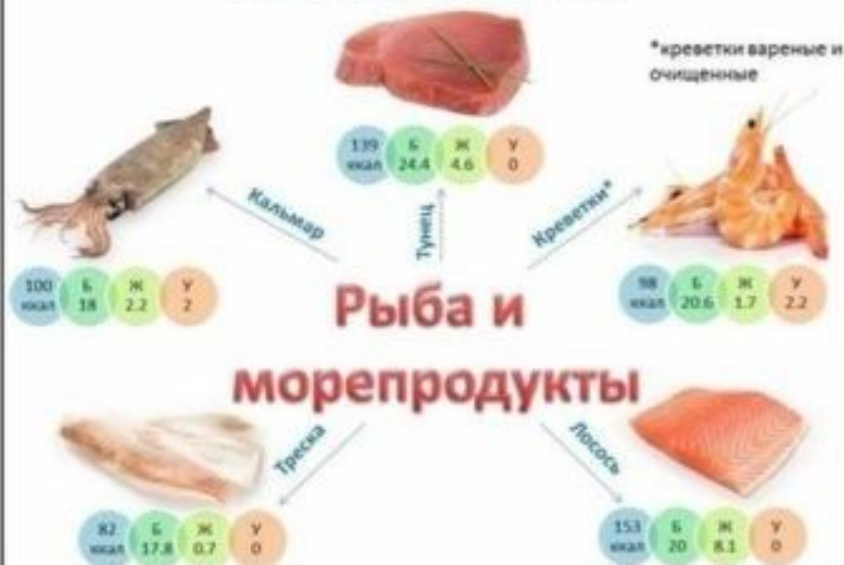 *креветки вареные и
очищенные
139 ккал Б 24.4 Ж 4.6 У 0
Кальмар
Тунец
Креветки*
100 ккал Б 18 Ж 2.2 У 2
98 ккал Б 20.6 Ж 1.7 У 2.2
Рыба и
морепродукты
Треска
Лосось
82 ккал Б 17.8 Ж 0.7 У 0
153 ккал Б 20 Ж 8.1 У 0